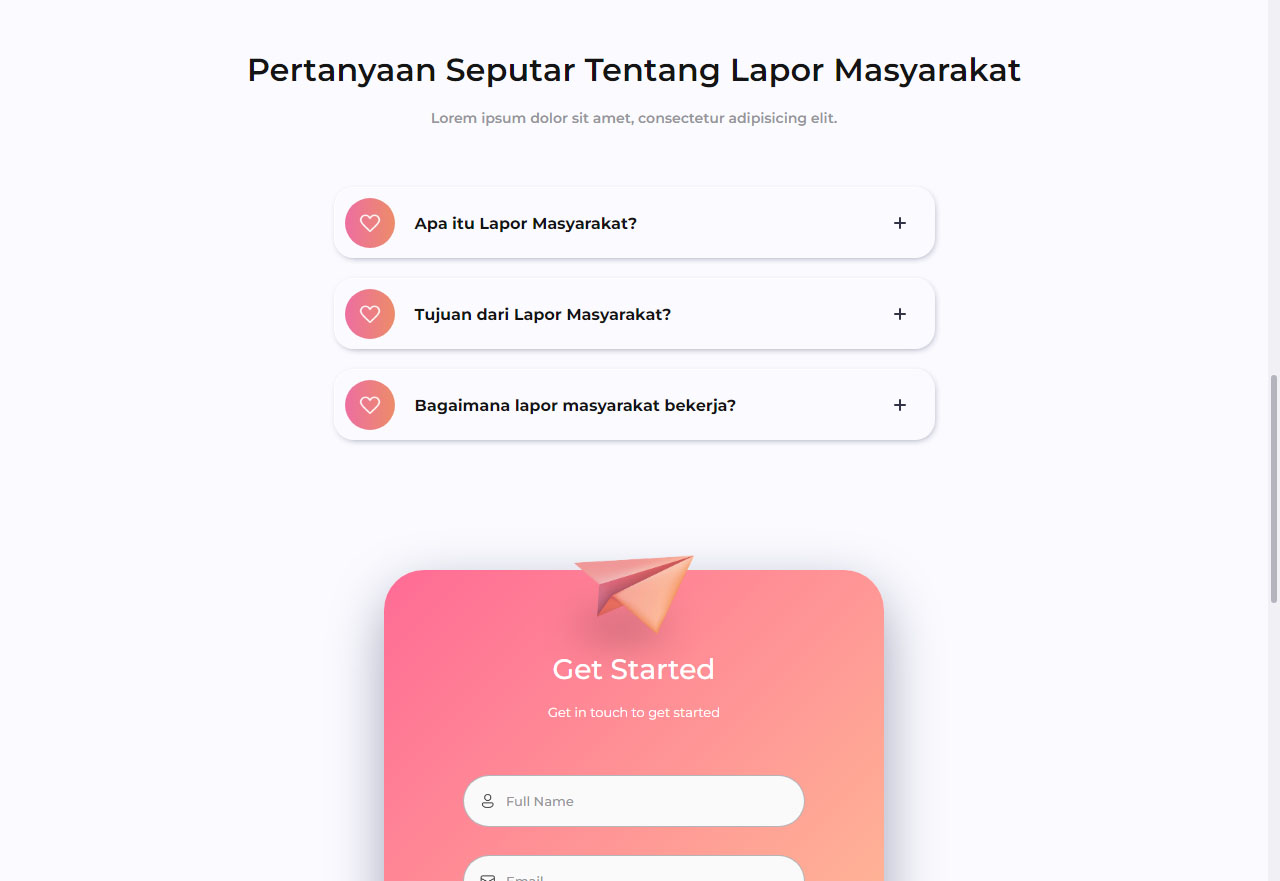 Pertanyaan Seputar Tentang Lapor Masyarakat
Lorem ipsum dolor sit amet, consectetur adipisicing elit.
Apa itu Lapor Masyarakat?
Tujuan dari Lapor Masyarakat?
Bagaimana lapor masyarakat bekerja?
Get Started
Get in touch to get started
Full Name
Email